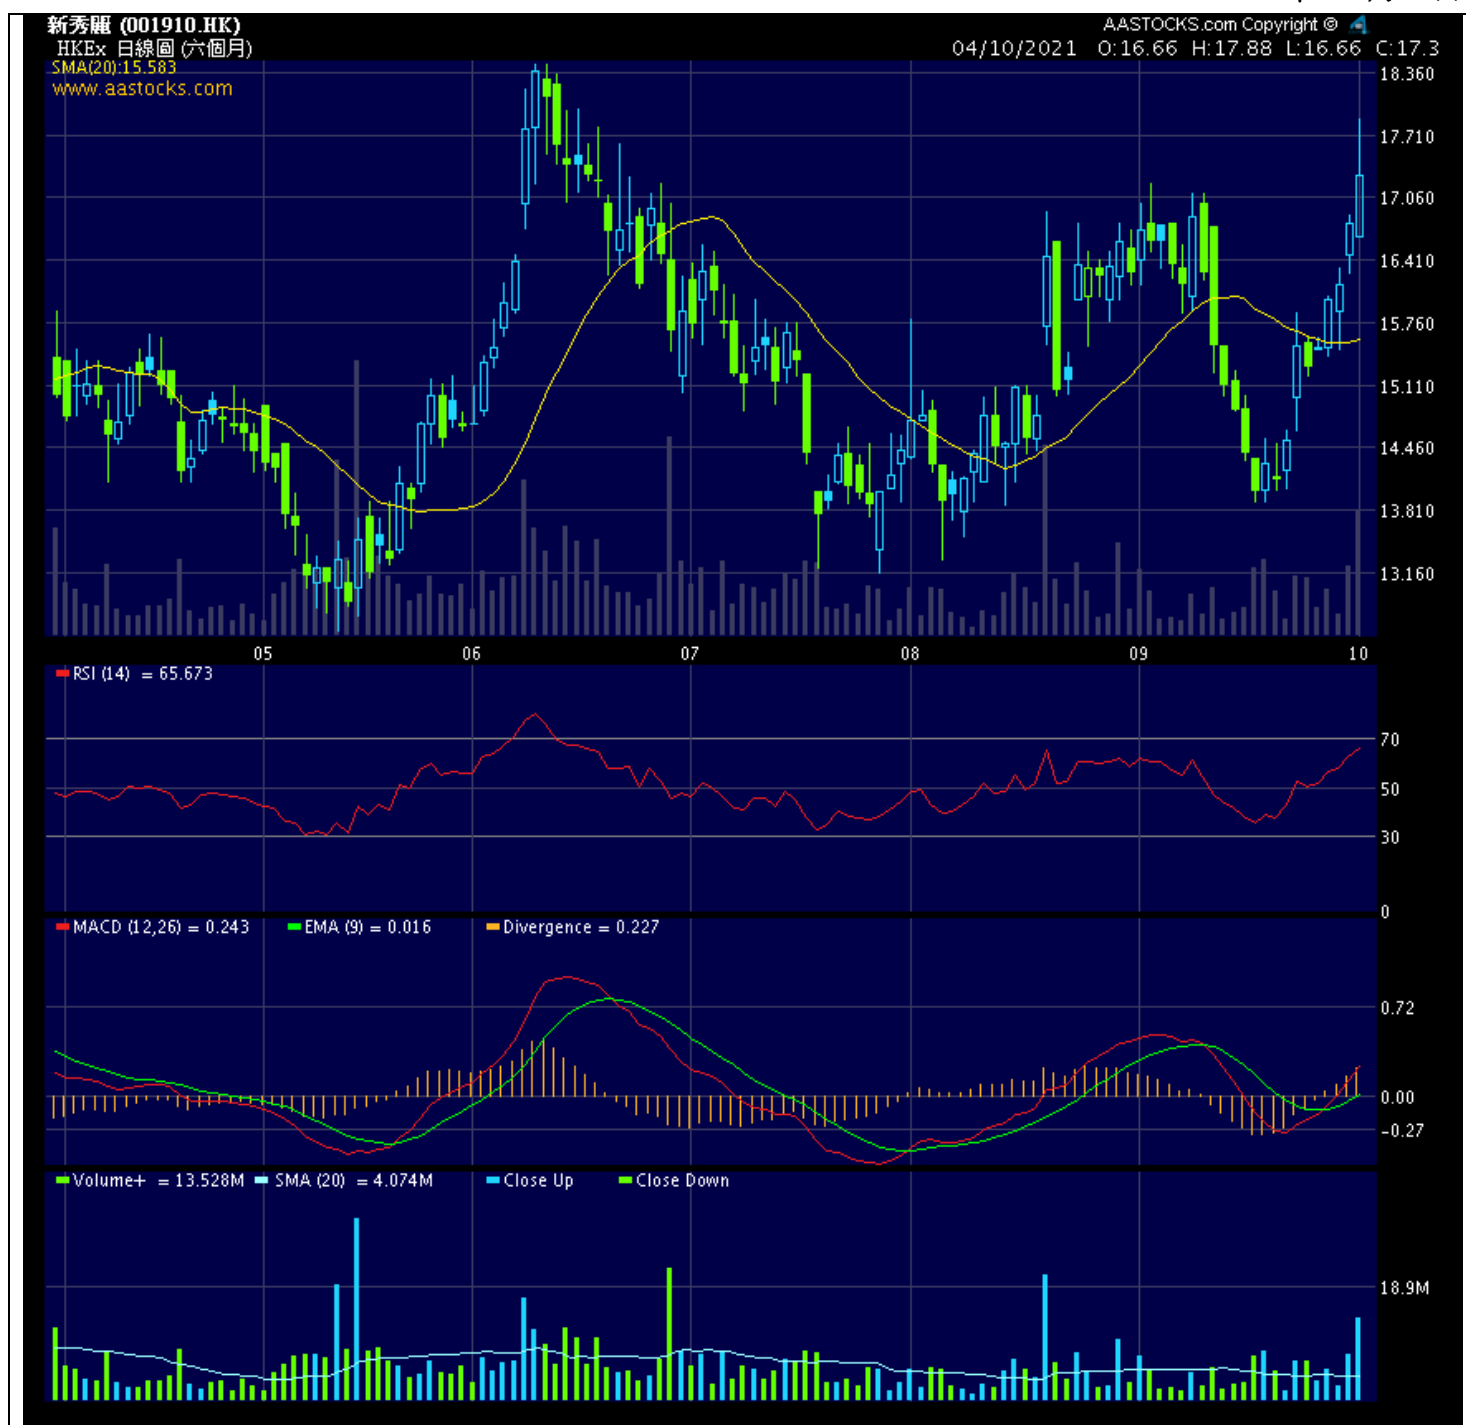 新秀麗 (001910.HK)
AASTOCKS.com Copyright ©
HKEx 日線圖 (六個月)
04/10/2021 O:16.66 H:17.88 L:16.66 C:17.3
SMA(20):15.583
www.aastocks.com
18.360
17.710
17.060
16.410
15.760
15.110
14.460
13.810
13.160
05 06 07 08 09 10
RSI (14) = 65.673
70
50
30
0
MACD (12,26) = 0.243 EMA (9) = 0.016 Divergence = 0.227
0.72
0.00
-0.27
Volume+ = 13.528M SMA (20) = 4.074M Close Up Close Down
18.9M